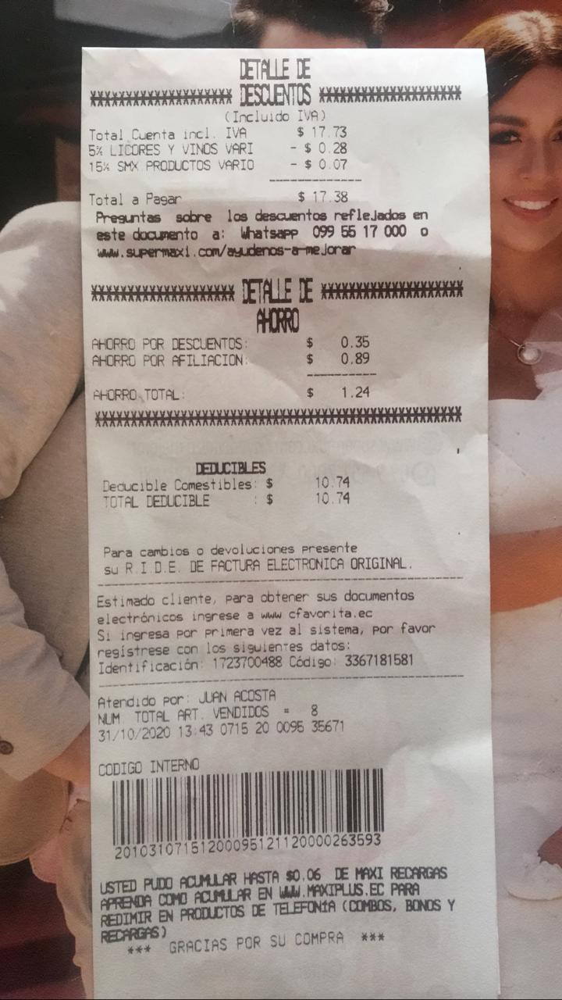 DETALLE DE
******************* DESCUENTOS *******************
(Incluido IVA)
Total Cuenta incl. IVA $ 17.73
5% LICORES Y VINOS VARI - $ 0.28
15% SMX PRODUCTOS VARIO - $ 0.07
-------------
Total a Pagar $ 17.38
Preguntas sobre los descuentos reflejados en
este documento a: Whatsapp 099 55 17 000 o
www.supermaxi.com/ayudenos-a-mejorar
******************* DETALLE DE *******************
AHORRO
AHORRO POR DESCUENTOS: $ 0.35
AHORRO POR AFILIACION: $ 0.89
----------
AHORRO TOTAL: $ 1.24
**************************************************
DEDUCIBLES
Deducible Comestibles: $ 10.74
TOTAL DEDUCIBLE : $ 10.74
Para cambios o devoluciones presente
su R.I.D.E. DE FACTURA ELECTRONICA ORIGINAL.
--------------------------------------------------
Estimado cliente, para obtener sus documentos
electrónicos ingrese a www cfavorita.ec
Si ingresa por primera vez al sistema, por favor
regístrese con los siguientes datos:
Identificación: 1723700488 Código: 3367181581
--------------------------------------------------
Atendido por: JUAN ACOSTA
NUM TOTAL ART. VENDIDOS = 8
31/10/2020 13:43 0715 20 0095 35671
CODIGO INTERNO
20103107151200095121120000263593
USTED PUDO ACUMULAR HASTA $0.06 DE MAXI RECARGAS
APRENDA COMO ACUMULAR EN WWW.MAXIPLUS.EC PARA
REDIMIR EN PRODUCTOS DE TELEFONíA (COMBOS, BONOS Y
RECARGAS)
*** GRACIAS POR SU COMPRA ***